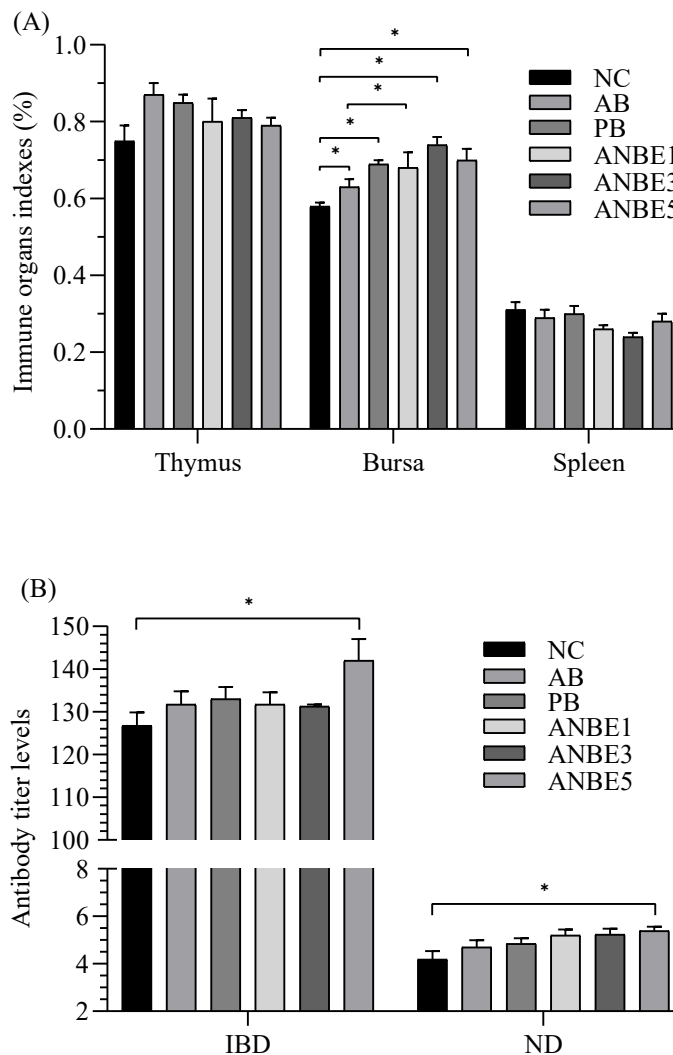 (A)
Immune organs indexes (%)
1.0
0.8
0.6
0.4
0.2
0.0
*
*
*
*
*
NC
AB
PB
ANBE1
ANBE3
ANBE5
Thymus
Bursa
Spleen
(B)
Antibody titer levels
150
140
130
120
110
100
8
6
4
2
*
*
NC
AB
PB
ANBE1
ANBE3
ANBE5
IBD
ND